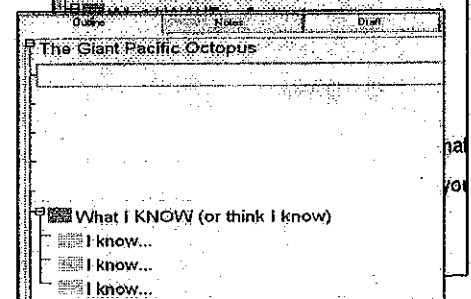 Outline Notes Draft
The Giant Pacific Octopus
What I KNOW (or think I know)
I know...
I know...
I know...